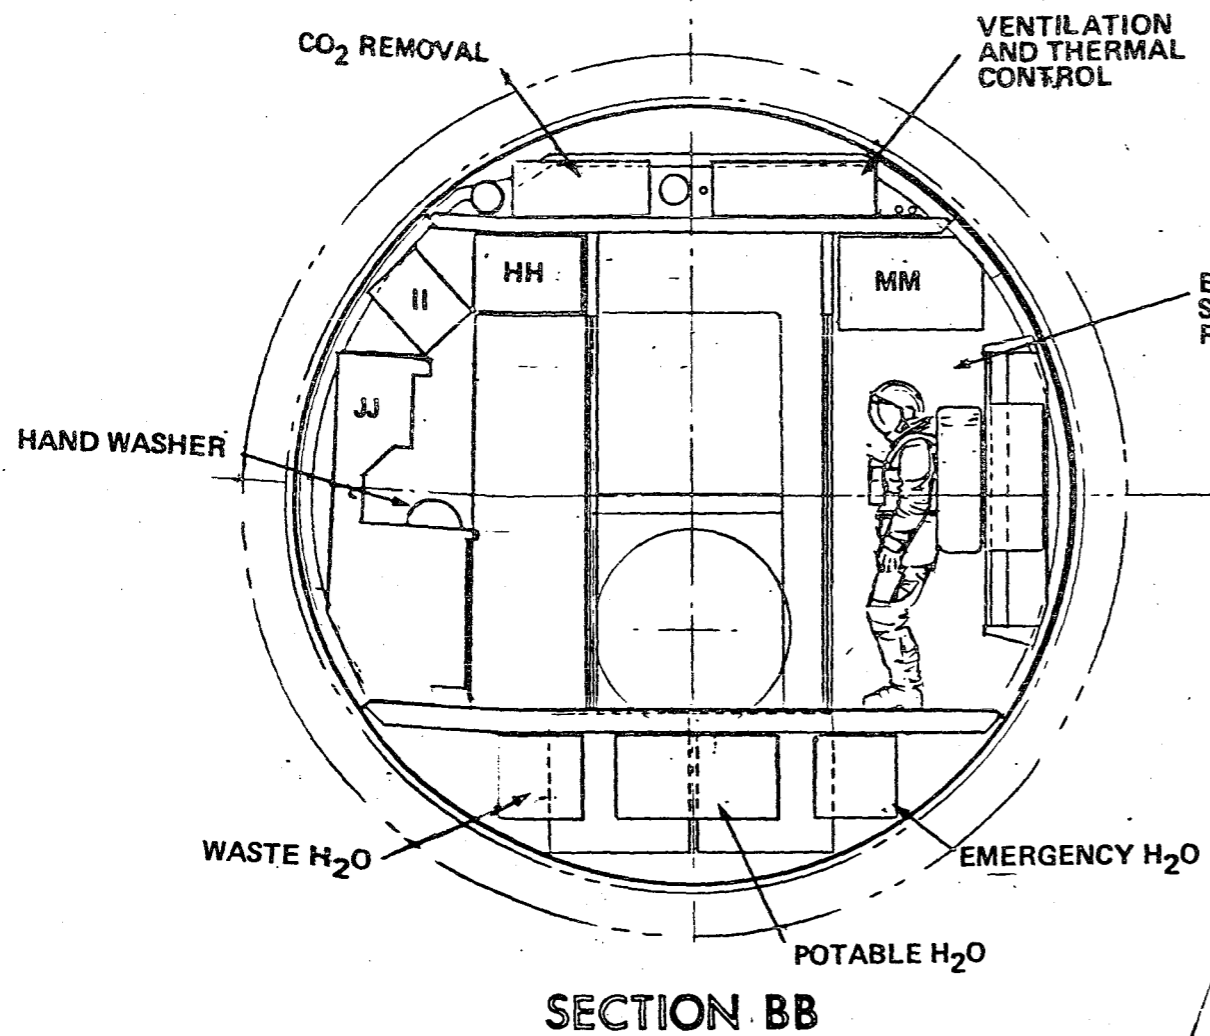 CO₂ REMOVAL
VENTILATION
AND THERMAL
CONTROL
HH
MM
II
JJ
HAND WASHER
WASTE H₂O
EMERGENCY H₂O
POTABLE H₂O
SECTION BB